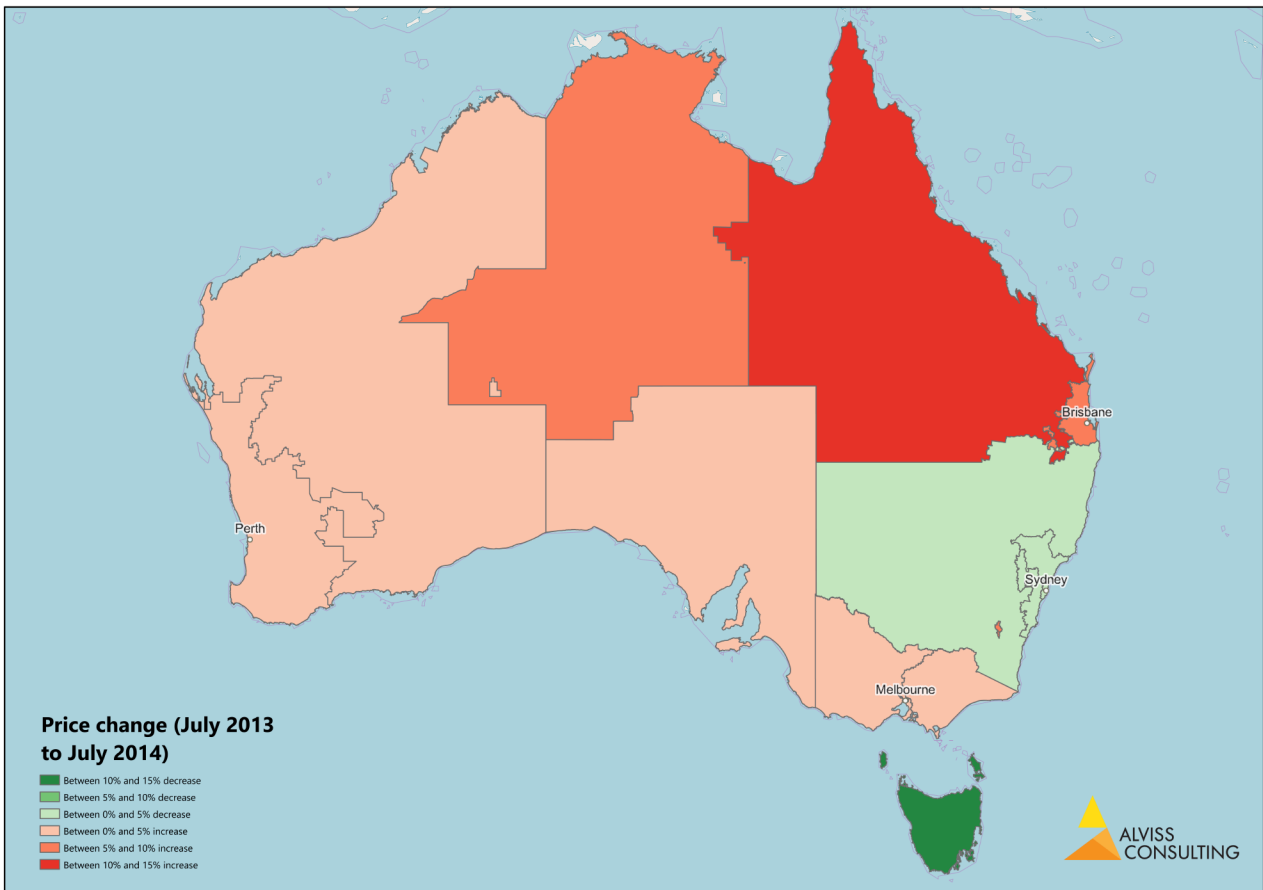 Brisbane
Perth
Sydney
Melbourne
Price change (July 2013
to July 2014)
Between 10% and 15% decrease
Between 5% and 10% decrease
Between 0% and 5% decrease
Between 0% and 5% increase
Between 5% and 10% increase
Between 10% and 15% increase
ALVISS
CONSULTING